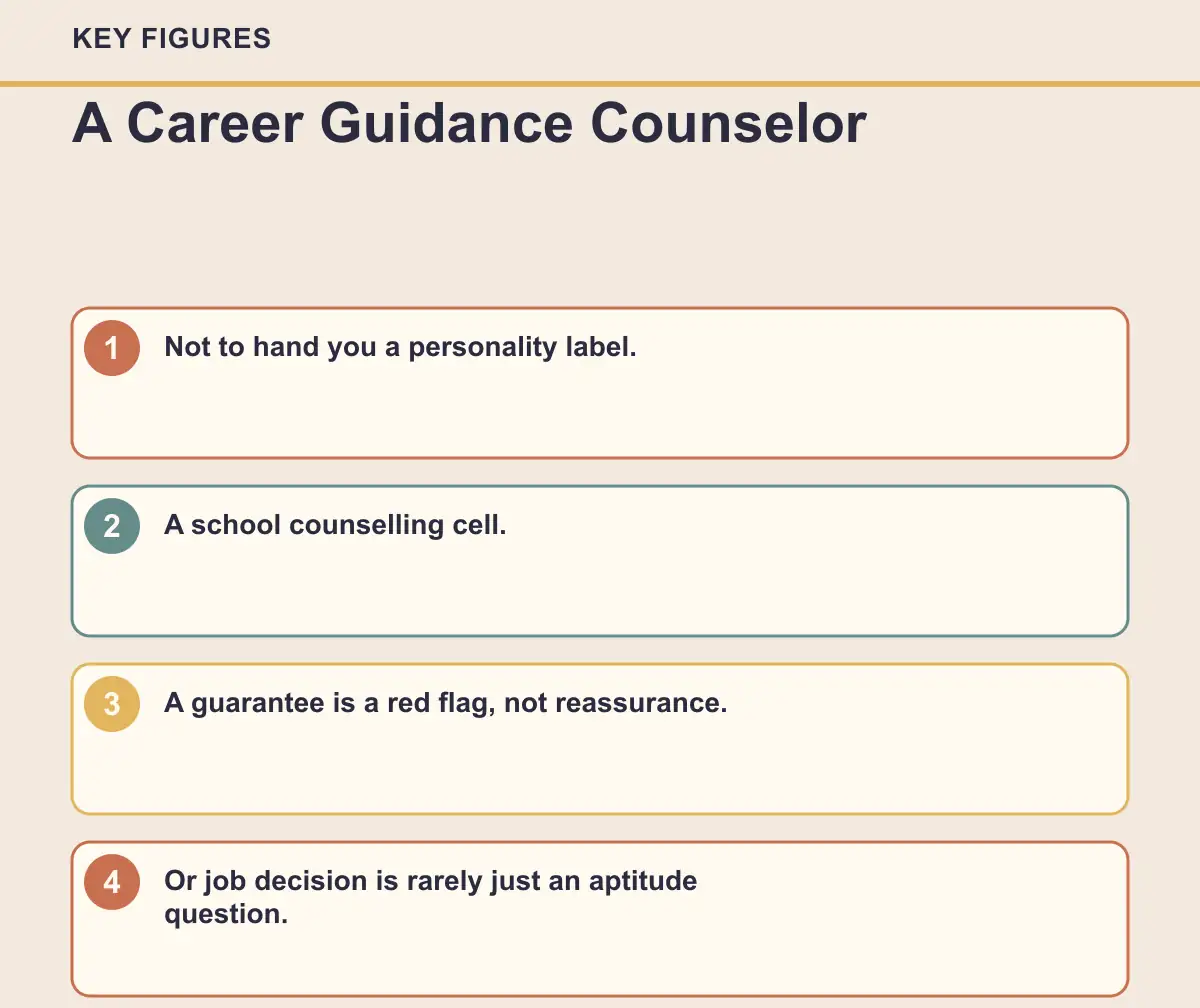 KEY FIGURES
A Career Guidance Counselor
1
Not to hand you a personality label.
2
A school counselling cell.
3
A guarantee is a red flag, not reassurance.
4
Or job decision is rarely just an aptitude
question.